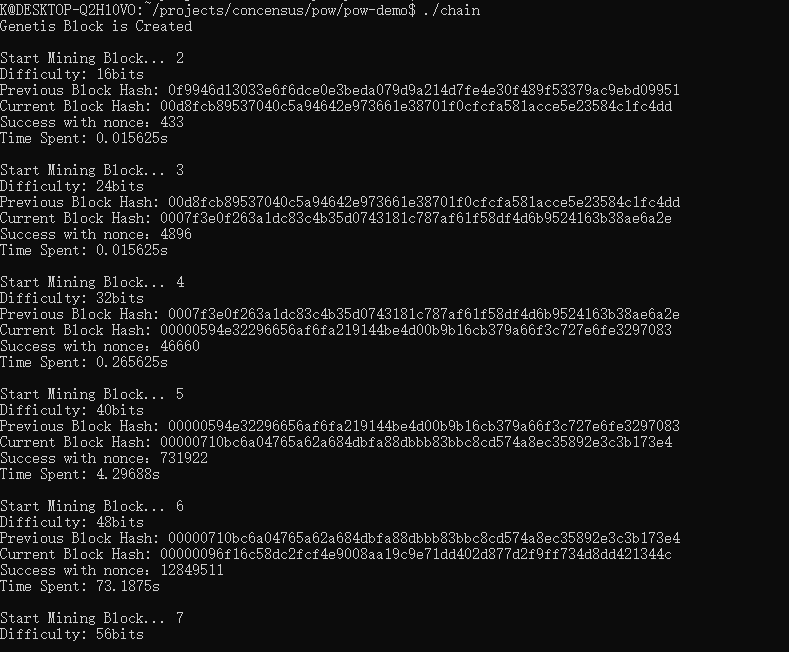 K@DESKTOP-Q2H10VO:~/projects/concensus/pow/pow-demo$ ./chain
Genetis Block is Created
Start Mining Block... 2
Difficulty: 16bits
Previous Block Hash: 0f9946d13033e6f6dce0e3beda079d9a214d7fe4e30f489f53379ac9ebd09951
Current Block Hash: 00d8fcb89537040c5a94642e973661e38701f0cfcfa581acce5e23584c1fc4dd
Success with nonce: 433
Time Spent: 0.015625s
Start Mining Block... 3
Difficulty: 24bits
Previous Block Hash: 00d8fcb89537040c5a94642e973661e38701f0cfcfa581acce5e23584c1fc4dd
Current Block Hash: 0007f3e0f263a1dc83c4b35d0743181c787af61f58df4d6b9524163b38ae6a2e
Success with nonce: 4896
Time Spent: 0.015625s
Start Mining Block... 4
Difficulty: 32bits
Previous Block Hash: 0007f3e0f263a1dc83c4b35d0743181c787af61f58df4d6b9524163b38ae6a2e
Current Block Hash: 00000594e32296656af6fa219144be4d00b9b16cb379a66f3c727e6fe3297083
Success with nonce: 46660
Time Spent: 0.265625s
Start Mining Block... 5
Difficulty: 40bits
Previous Block Hash: 00000594e32296656af6fa219144be4d00b9b16cb379a66f3c727e6fe3297083
Current Block Hash: 00000710bc6a04765a62a684dbfa88dbbb83bbc8cd574a8ec35892e3c3b173e4
Success with nonce: 731922
Time Spent: 4.29688s
Start Mining Block... 6
Difficulty: 48bits
Previous Block Hash: 00000710bc6a04765a62a684dbfa88dbbb83bbc8cd574a8ec35892e3c3b173e4
Current Block Hash: 00000096f16c58dc2fcf4e9008aa19c9e71dd402d877d2f9ff734d8dd421344c
Success with nonce: 12849511
Time Spent: 73.1875s
Start Mining Block... 7
Difficulty: 56bits